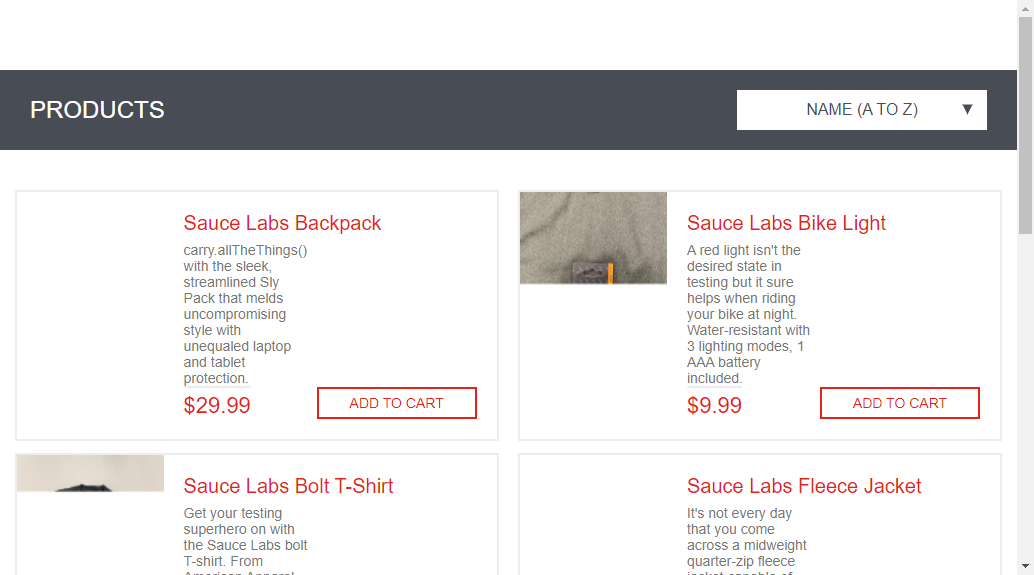 PRODUCTS
NAME (A TO Z)
Sauce Labs Backpack
carry.allTheThings()
with the sleek,
streamlined Sly
Pack that melds
uncompromising
style with
unequaled laptop
and tablet
protection.
$29.99
ADD TO CART
Sauce Labs Bike Light
A red light isn't the
desired state in
testing but it sure
helps when riding
your bike at night.
Water-resistant with
3 lighting modes, 1
AAA battery
included.
$9.99
ADD TO CART
Sauce Labs Bolt T-Shirt
Get your testing
superhero on with
the Sauce Labs bolt
T-shirt. From
American Apparel,
Sauce Labs Fleece Jacket
It's not every day
that you come
across a midweight
quarter-zip fleece
jacket capable of